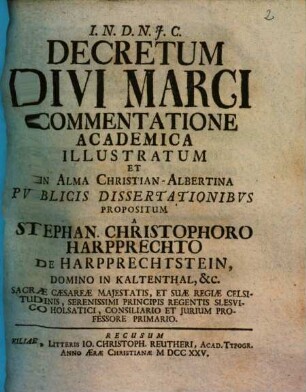 2
I. N. D. N. J. C.
DECRETUM
DIVI MARCI
COMMENTATIONE
ACADEMICA
ILLUSTRATUM
ET
IN ALMA CHRISTIAN-ALBERTINA
PUBLICIS DISSERTATIONIBVS
PROPOSITUM
A
STEPHAN. CHRISTOPHORO
HARPPRECHTO
DE HARPPRECHTSTEIN,
DOMINO IN KALTENTHAL, &c.
SACRÆ CÆSAREÆ MAJESTATIS, ET SUÆ REGIÆ CELSI-
TUDINIS, SERENISSIMI PRINCIPIS REGENTIS SLESVI-
CO HOLSATICI, CONSILIARIO ET JURIUM PRO-
FESSORE PRIMARIO.
RECUSUM
KILIAE, LITTERIS IO. CHRISTOPH. REUTHERI, ACAD. TYPOGR.
ANNO ÆRÆ CHRISTIANÆ M DCC XXV.